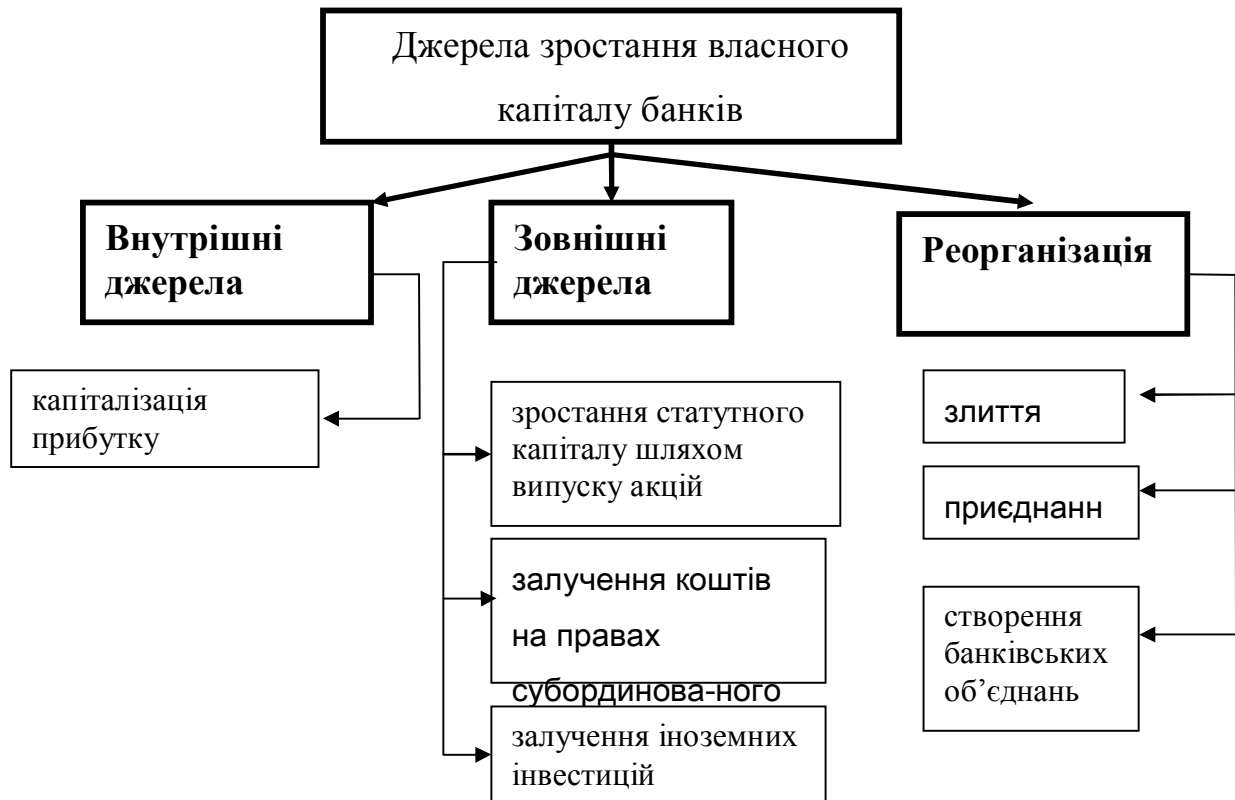 Джерела зростання власного
капіталу банків
Внутрішні
джерела
Зовнішні
джерела
Реорганізація
капіталізація
прибутку
зростання статутного
капіталу шляхом
випуску акцій
залучення коштів
на правах
субординова-ного
залучення іноземних
інвестицій
злиття
приєднанн
створення
банківських
об’єднань